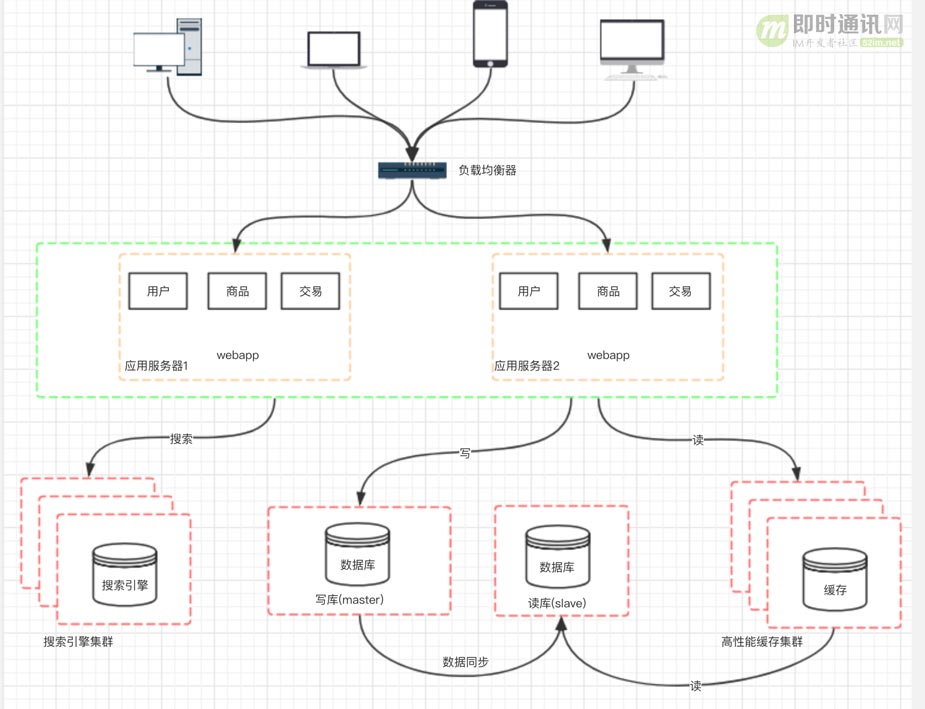 即时通讯网
IM开发者社区 52im.net
负载均衡器
用户
商品
交易
用户
商品
交易
webapp
webapp
应用服务器1
应用服务器2
搜索
写
读
搜索引擎
数据库
数据库
缓存
写库(master)
读库(slave)
搜索引擎集群
高性能缓存集群
数据同步
读